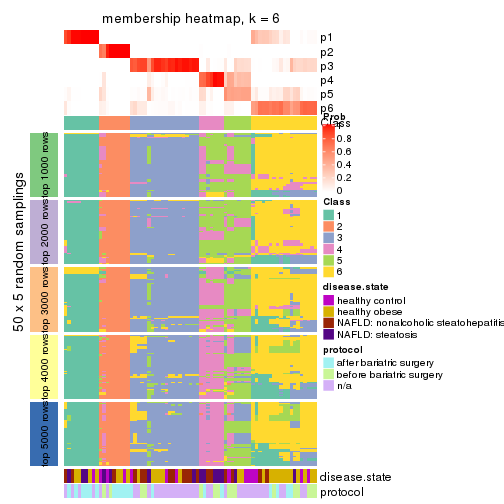 membership heatmap, k = 6
p1
p2
p3
p4
p5
p6
Class
50 x 5 random samplings
top 1000 rows
top 2000 rows
top 3000 rows
top 4000 rows
top 5000 rows
Prob
1
0.8
0.6
0.4
0.2
0
Class
1
2
3
4
5
6
disease.state
healthy control
healthy obese
NAFLD: nonalcoholic steatohepatitis
NAFLD: steatosis
protocol
after bariatric surgery
before bariatric surgery
n/a
disease.state
protocol